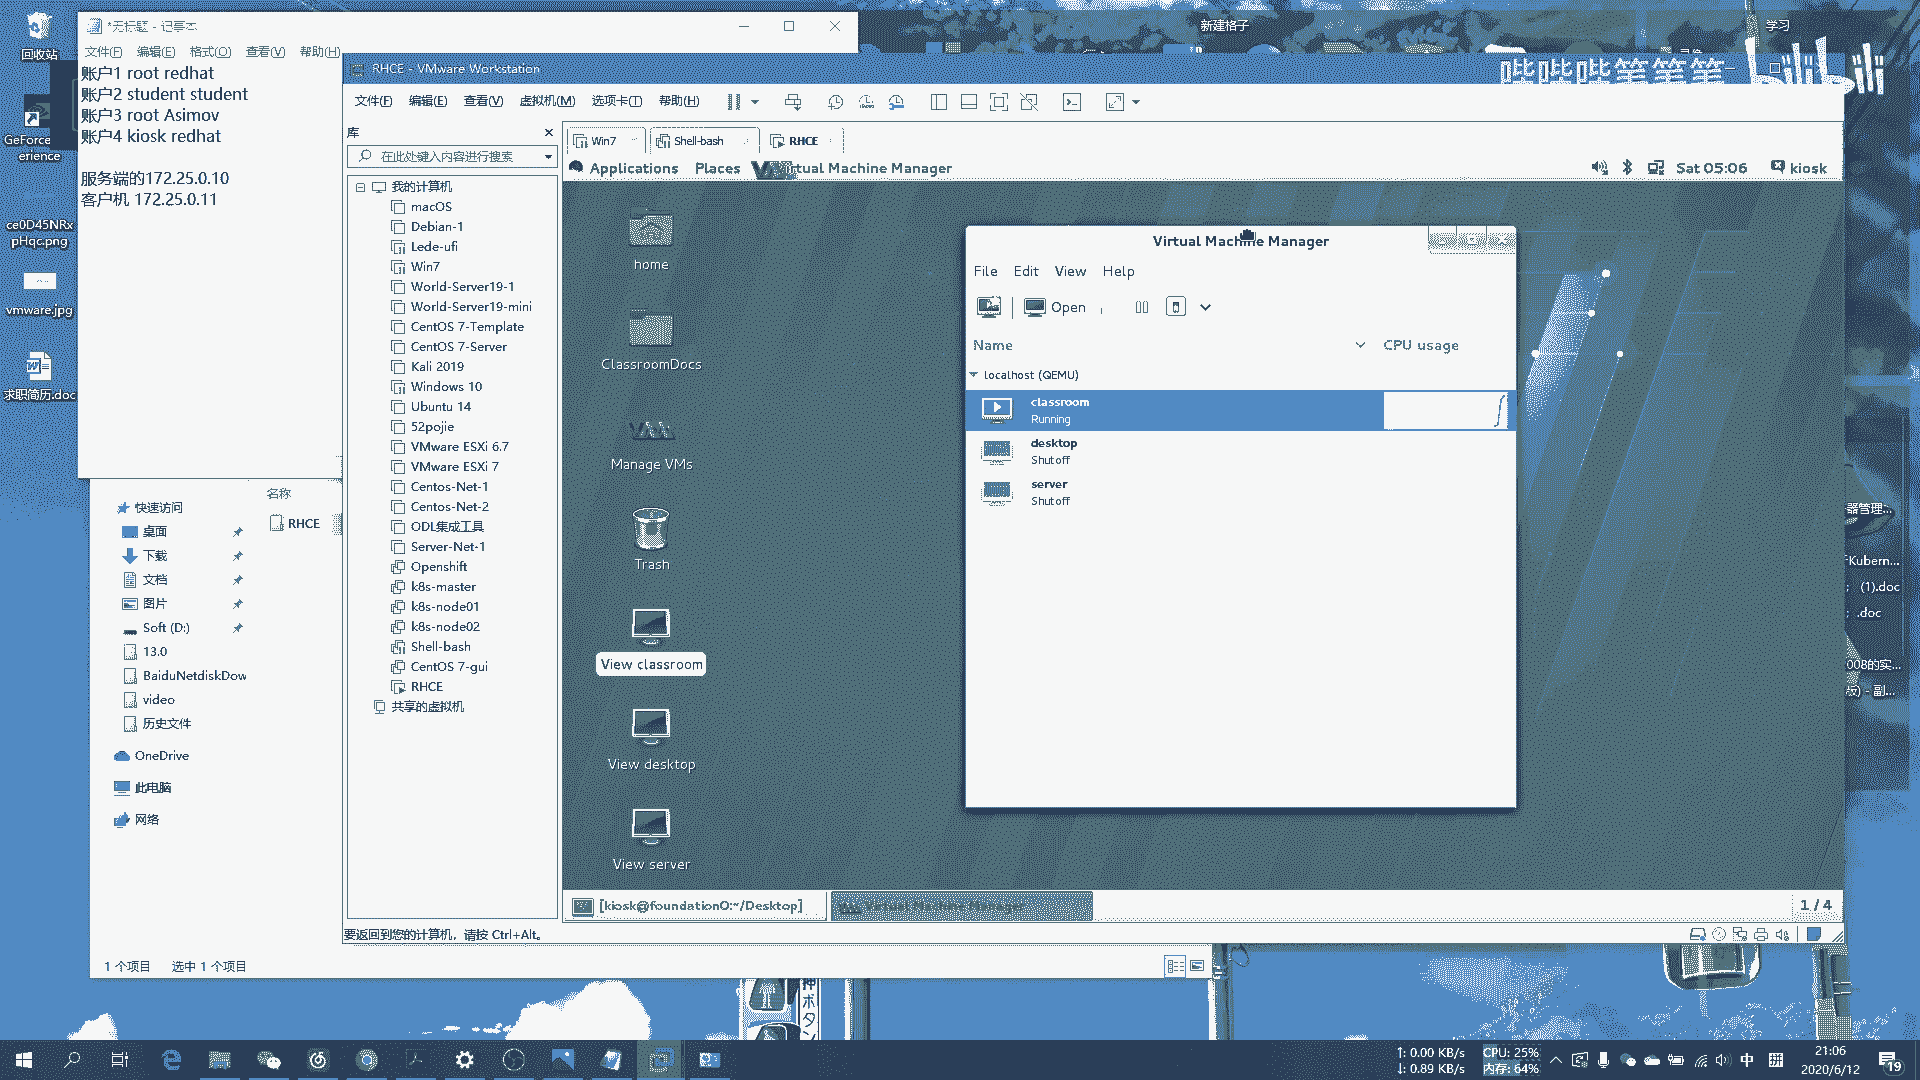 回收站
GeForce
erience
ce0D45NRx
pHqc.png
vmware.jpg
求职简历.doc
*无标题 - 记事本
文件(F) 编辑(E) 格式(O) 查看(V) 帮助(H)
账户1 root redhat
账户2 student student
账户3 root Asimov
账户4 kiosk redhat
服务端的172.25.0.10
客户机 172.25.0.11
新建格子
学习
哔哔哔笔笔笔
bilibili
RHCE - VMware Workstation
文件(F) 编辑(E) 查看(V) 虚拟机(M) 选项卡(T) 帮助(H)
库
在此处键入内容进行搜索
我的计算机
macOS
Debian-1
Lede-ufi
Win7
World-Server19-1
World-Server19-mini
CentOS 7-Template
CentOS 7-Server
Kali 2019
Windows 10
Ubuntu 14
52pojie
VMware ESXi 6.7
VMware ESXi 7
Centos-Net-1
Centos-Net-2
ODL集成工具
Server-Net-1
Openshift
k8s-master
k8s-node01
k8s-node02
Shell-bash
CentOS 7-gui
RHCE
共享的虚拟机
Win7 Shell-bash RHCE
Applications Places Virtual Machine Manager
Sat 05:06 kiosk
home
ClassroomDocs
Manage VMs
Trash
View classroom
View desktop
View server
Virtual Machine Manager
File Edit View Help
Open
Name CPU usage
localhost (QEMU)
classroom
Running
desktop
Shutoff
server
Shutoff
[kiosk@foundation0:~/Desktop]
Virtual Machine Manager
1 / 4
要返回到您的计算机，请按 Ctrl+Alt。
名称
RHCE
快速访问
桌面
下载
文档
图片
Soft (D:)
13.0
BaiduNetdiskDow
video
历史文件
OneDrive
此电脑
网络
1 个项目 选中 1 个项目
器管理...
Kubern...
(1).doc
.doc
008的实...
板) - 副...
ボタン
↑: 0.00 KB/s
↓: 0.89 KB/s
CPU: 25%
内存: 64%
中
拼
21:06
2020/6/12
19